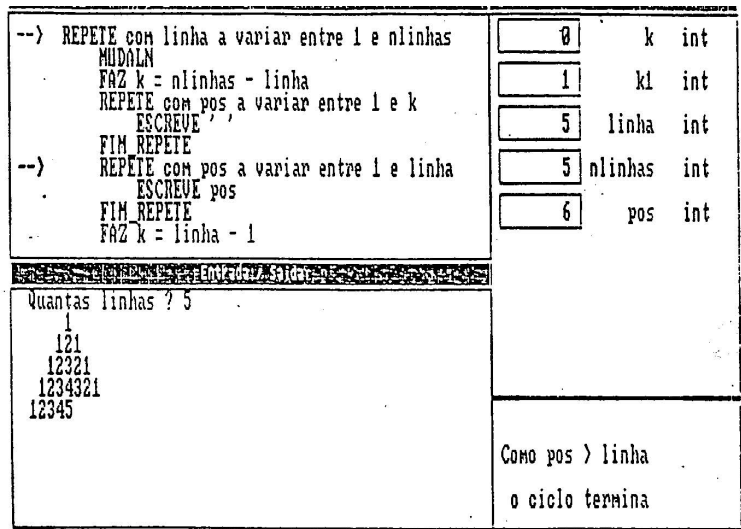 --> REPETE com linha a variar entre 1 e nlinhas
MUDALN
FAZ k = nlinhas - linha
REPETE com pos a variar entre 1 e k
ESCREVE ' '
FIM_REPETE
--> REPETE com pos a variar entre 1 e linha
ESCREVE pos
FIM_REPETE
FAZ k = linha - 1
0 k int
1 k1 int
5 linha int
5 nlinhas int
6 pos int
Entrada/ Saidar
Quantas linhas ? 5
1
121
12321
1234321
12345
Como pos > linha
o ciclo termina